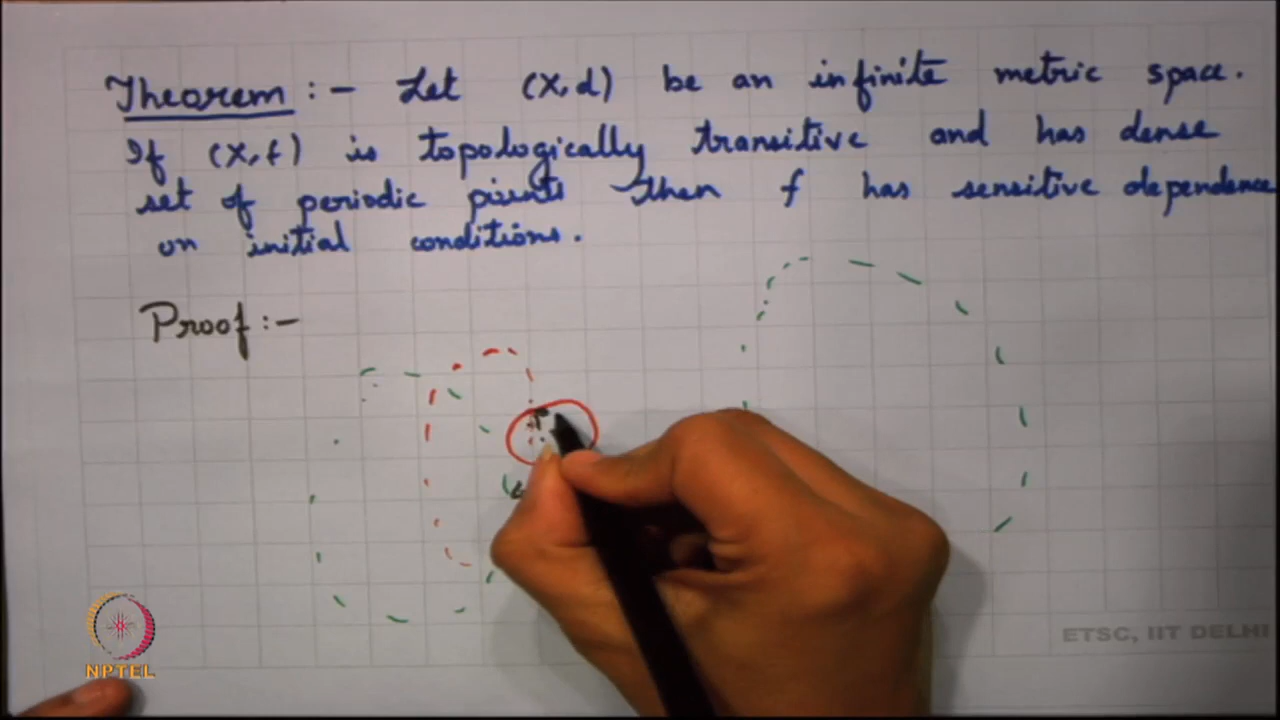 Theorem :- Let (X,d) be an infinite metric space.
If (X,f) is topologically transitive and has dense
set of periodic points then f has sensitive dependence
on initial conditions.
Proof :-
NPTEL
ETSC, IIT DELHI